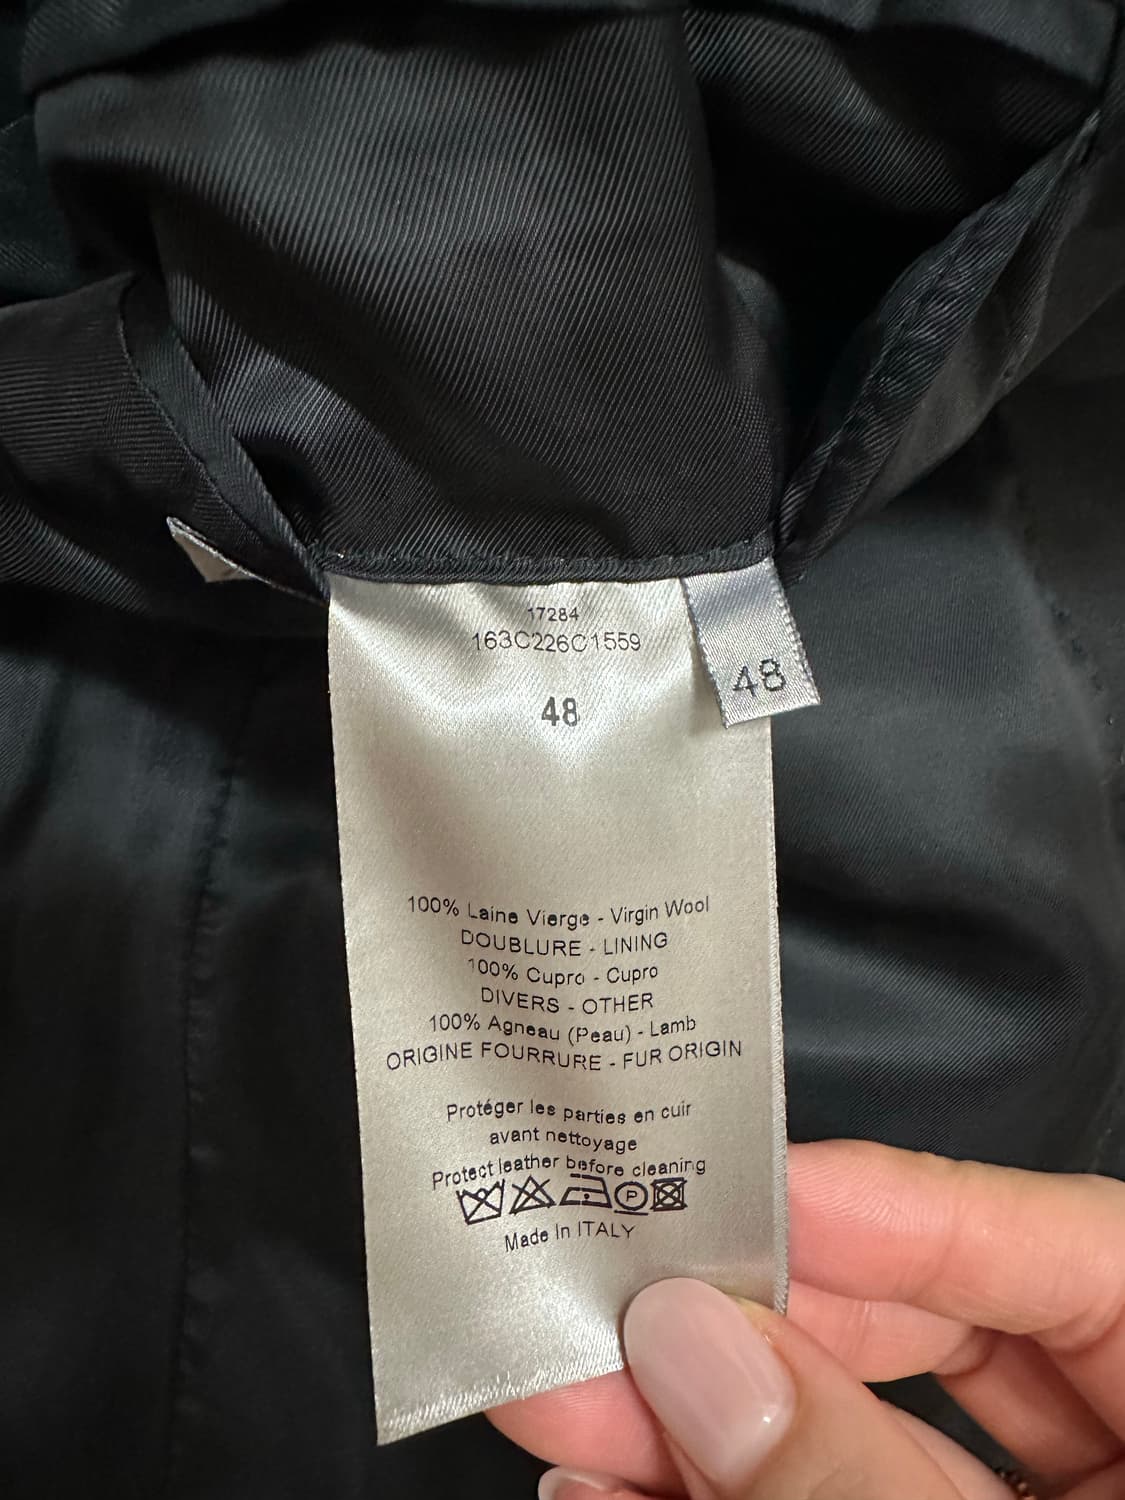 17284
163C226C1559
48
48
100% Laine Vierge - Virgin Wool
DOUBLURE - LINING
100% Cupro - Cupro
DIVERS - OTHER
100% Agneau (Peau) - Lamb
ORIGINE FOURRURE - FUR ORIGIN
Protéger les parties en cuir
avant nettoyage
Protect leather before cleaning
P
Made In ITALY